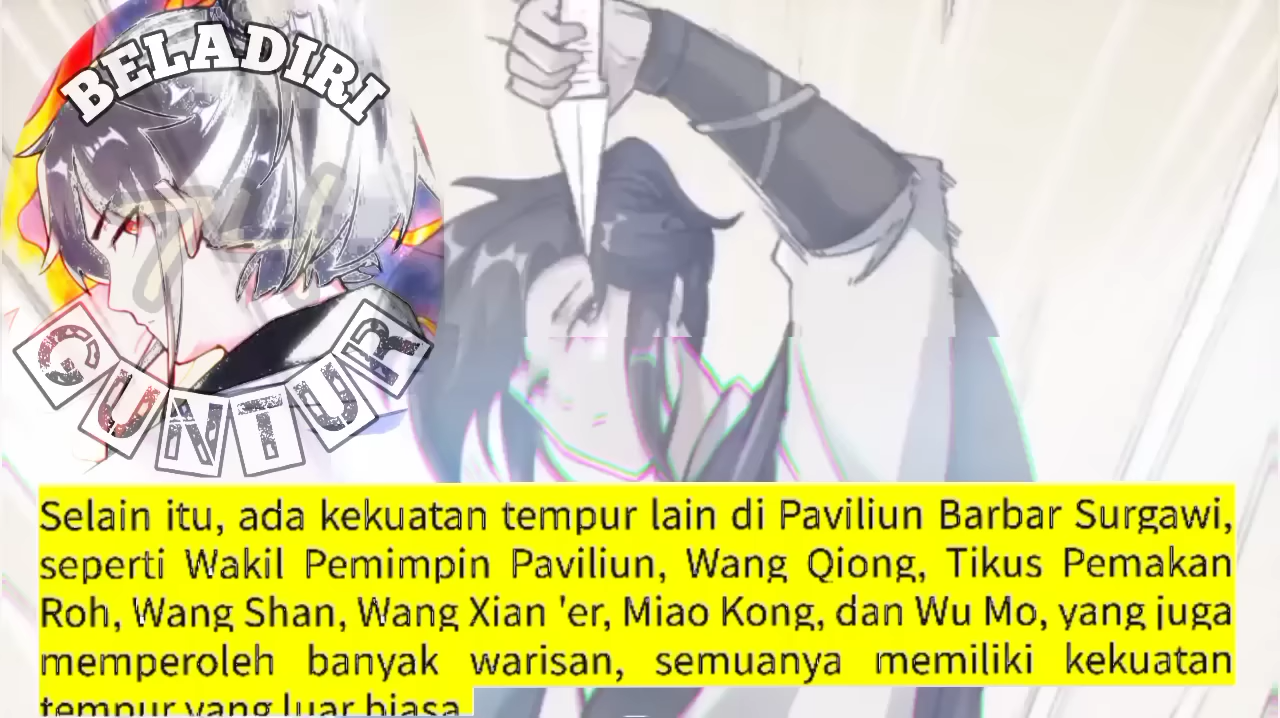 BELADIRI
GUNTUR
Selain itu, ada kekuatan tempur lain di Paviliun Barbar Surgawi,
seperti Wakil Pemimpin Paviliun, Wang Qiong, Tikus Pemakan
Roh, Wang Shan, Wang Xian 'er, Miao Kong, dan Wu Mo, yang juga
memperoleh banyak warisan, semuanya memiliki kekuatan
tempur yang luar biasa.